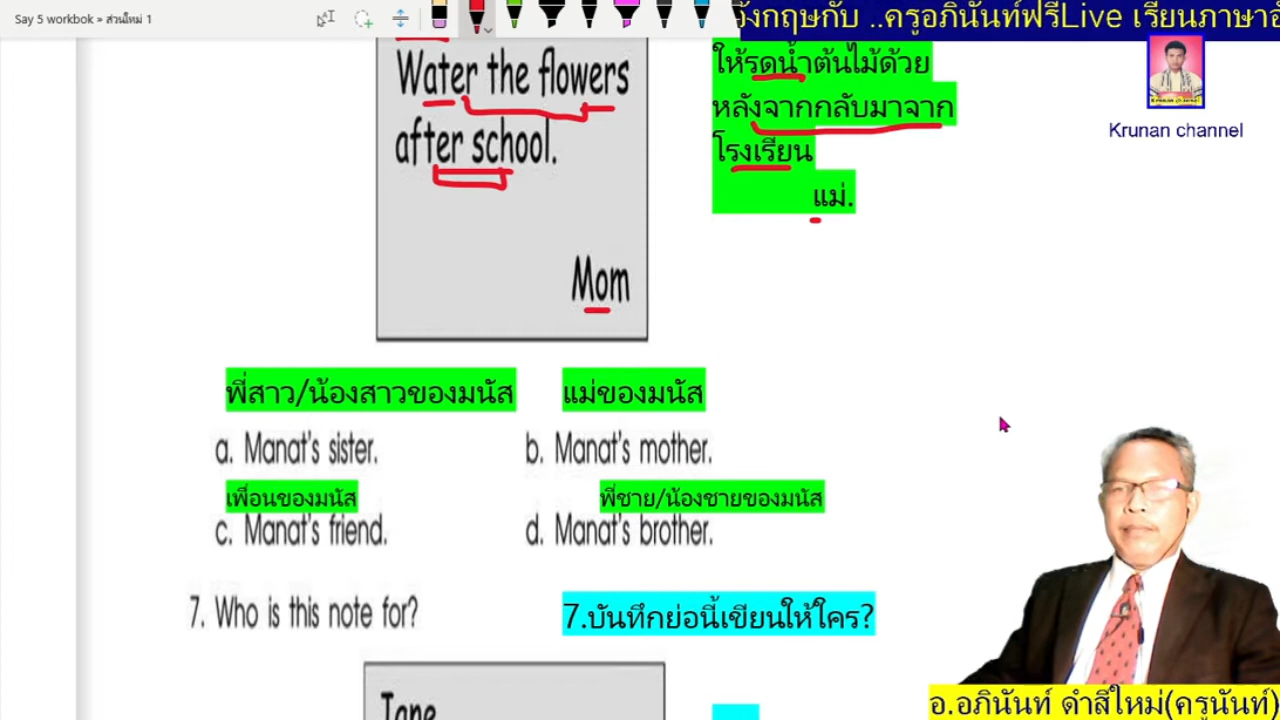 Say 5 workbok » ส่วนใหม่ 1
อังกฤษกับ ..ครูอภินันท์ฟรีLive เรียนภาษาอั
Krunan channel
Water the flowers
after school.
Mom
ให้รดน้ำต้นไม้ด้วย
หลังจากกลับมาจาก
โรงเรียน
แม่.
พี่สาว/น้องสาวของมนัส
แม่ของมนัส
a. Manat's sister.
b. Manat's mother.
เพื่อนของมนัส
พี่ชาย/น้องชายของมนัส
c. Manat's friend.
d. Manat's brother.
7. Who is this note for?
7.บันทึกย่อนี้เขียนให้ใคร?
Jane
อ.อภินันท์ ดำสีใหม่(ครูนันท์)